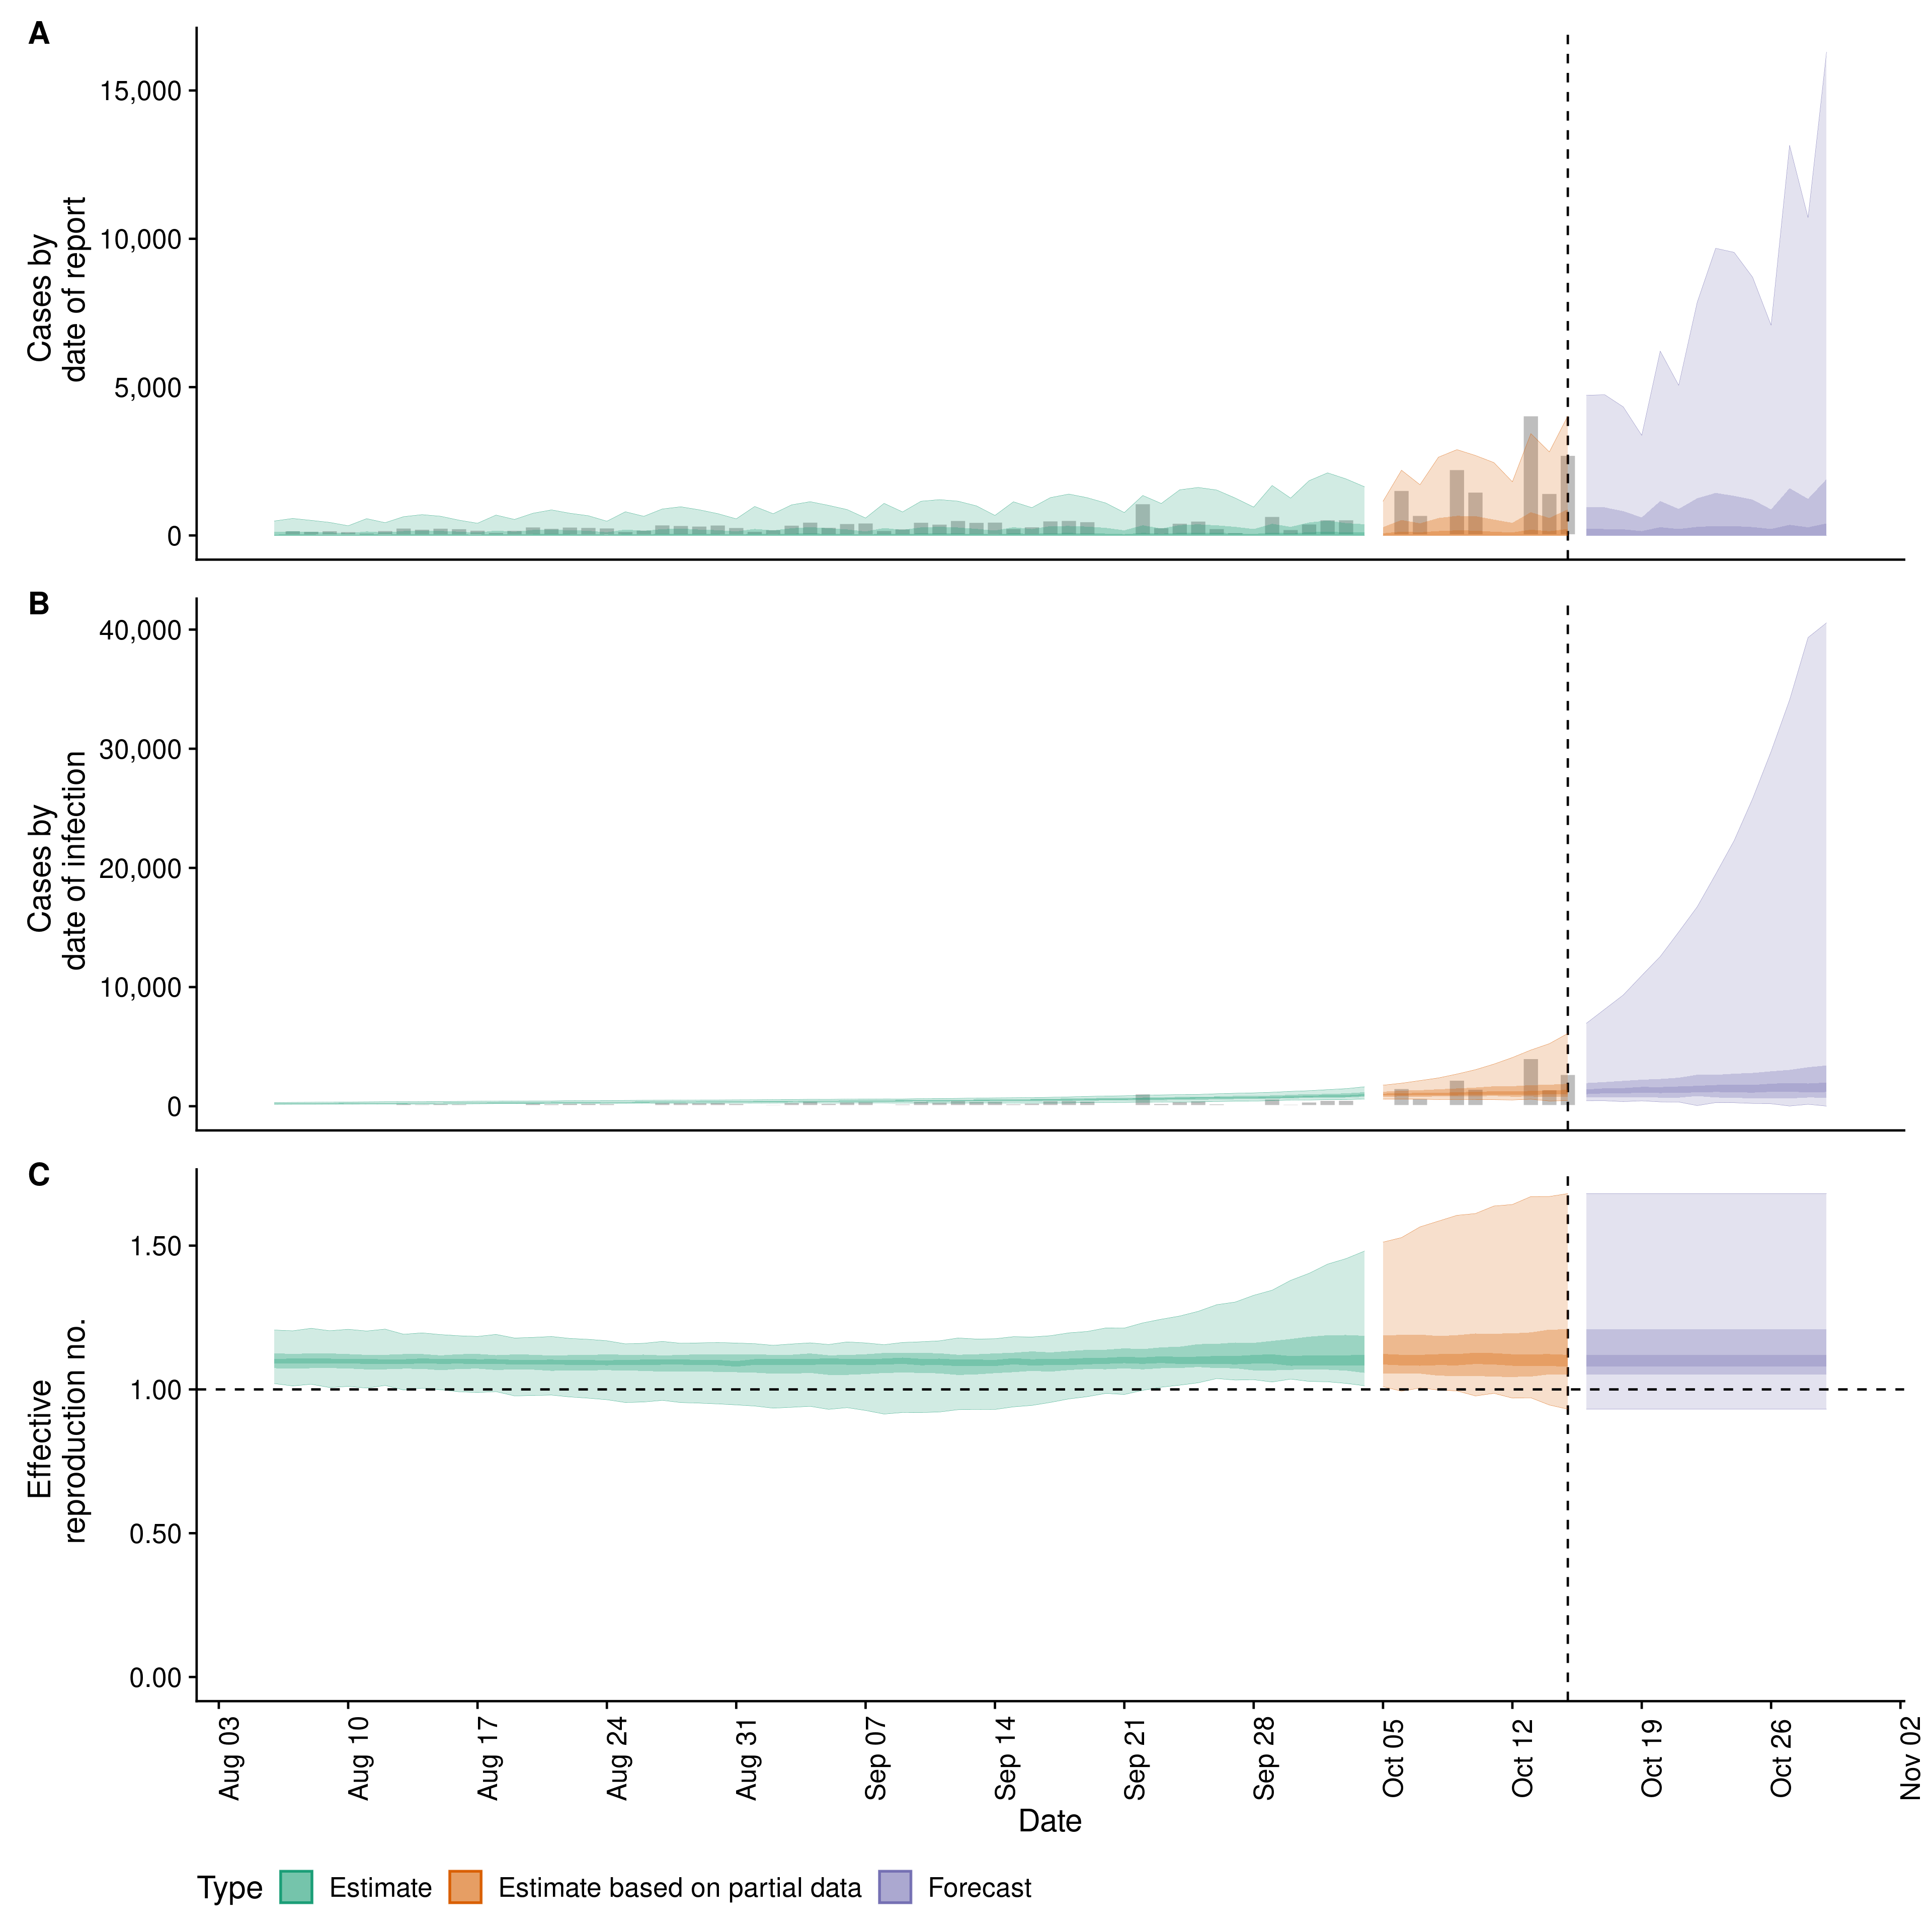 A
Cases by
date of report
15,000
10,000
5,000
0
B
Cases by
date of infection
40,000
30,000
20,000
10,000
0
C
Effective
reproduction no.
1.50
1.00
0.50
0.00
Aug 03
Aug 10
Aug 17
Aug 24
Aug 31
Sep 07
Sep 14
Sep 21
Sep 28
Oct 05
Oct 12
Oct 19
Oct 26
Nov 02
Date
Type Estimate Estimate based on partial data Forecast